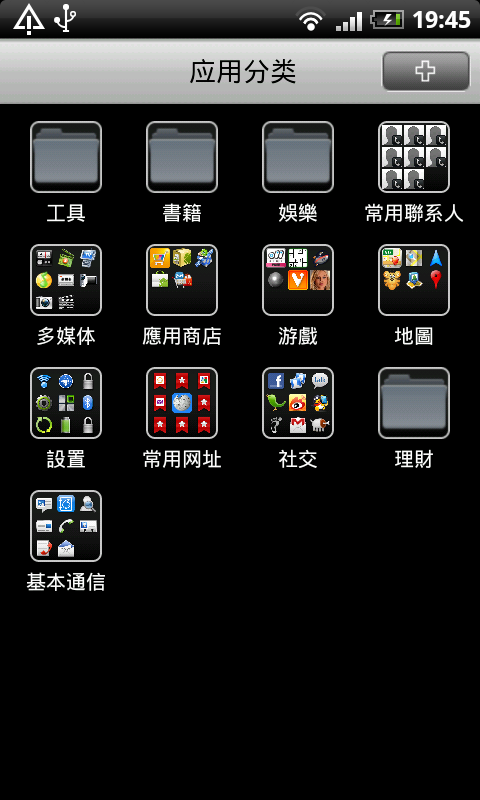 19:45
应用分类
工具
書籍
娛樂
常用聯系人
多媒体
應用商店
游戲
地圖
設置
常用网址
社交
理財
基本通信